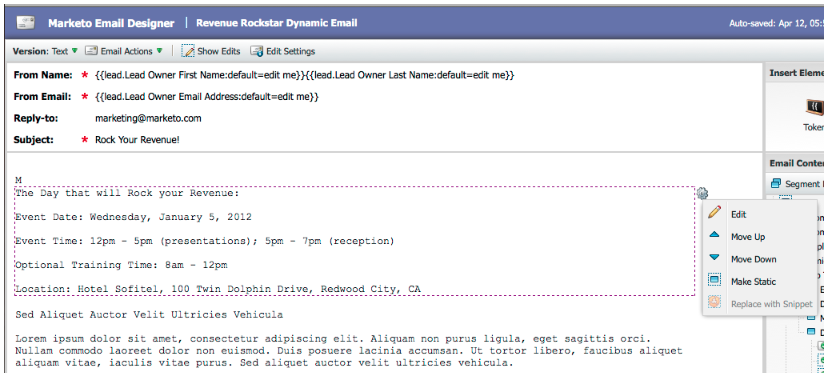 Marketo Email Designer | Revenue Rockstar Dynamic Email
Auto-saved: Apr 12,
Version: Text Email Actions | Show Edits Edit Settings
From Name: * {{lead.Lead Owner First Name:default=edit me}}{{lead.Lead Owner Last Name:default=edit me}}
From Email: * {{lead.Lead Owner Email Address:default=edit me}}
Reply-to: marketing@marketo.com
Subject: * Rock Your Revenue!
Insert
Email
Segment
M
The Day that will Rock your Revenue:
Event Date: Wednesday, January 5, 2012
Event Time: 12pm - 5pm (presentations); 5pm - 7pm (reception)
Optional Training Time: 8am - 12pm
Location: Hotel Sofitel, 100 Twin Dolphin Drive, Redwood City, CA
Edit
Move Up
Move Down
Make Static
Replace with Snippet
Sed Aliquet Auctor Velit Ultricies Vehicula
Lorem ipsum dolor sit amet, consectetur adipiscing elit. Aliquam non purus ligula, eget sagittis orci.
Nullam commodo laoreet dolor non euismod. Duis posuere lacinia accumsan. Ut tortor libero, faucibus aliquet
aliquam vitae, iaculis vitae purus. Sed aliquet auctor velit ultricies vehicula.